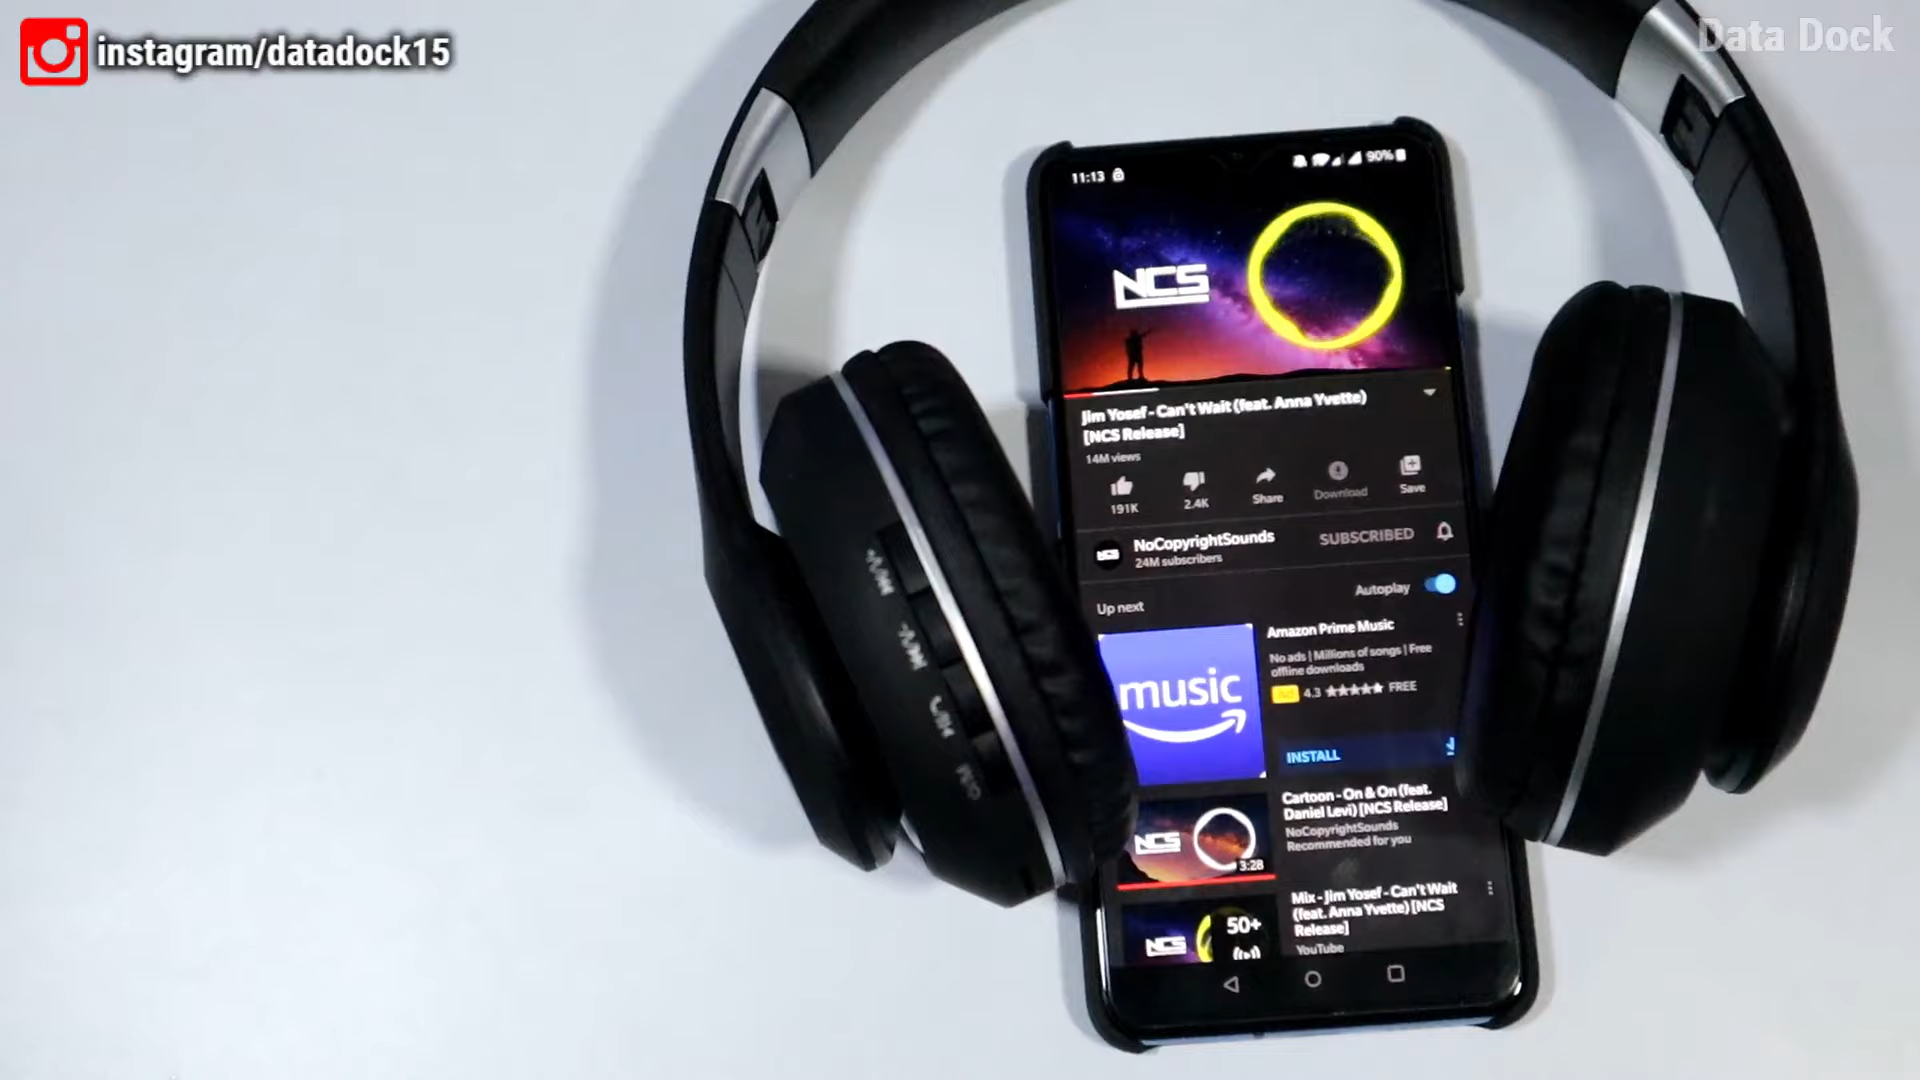 instagram/datadock15
Data Dock
11:13
90%
NCS
Jim Yosef - Can't Wait (feat. Anna Yvette)
[NCS Release]
14M views
191K
2.4K
Share
Download
Save
NoCopyrightSounds
24M subscribers
SUBSCRIBED
Autoplay
Up next
music
Amazon Prime Music
No ads | Millions of songs | Free
offline downloads
Ad 4.3 ★★★★★ FREE
INSTALL
NCS
3:28
Cartoon - On & On (feat.
Daniel Levi) [NCS Release]
NoCopyrightSounds
Recommended for you
NCS
50+
Mix - Jim Yosef - Can't Wait
(feat. Anna Yvette) [NCS
Release]
YouTube